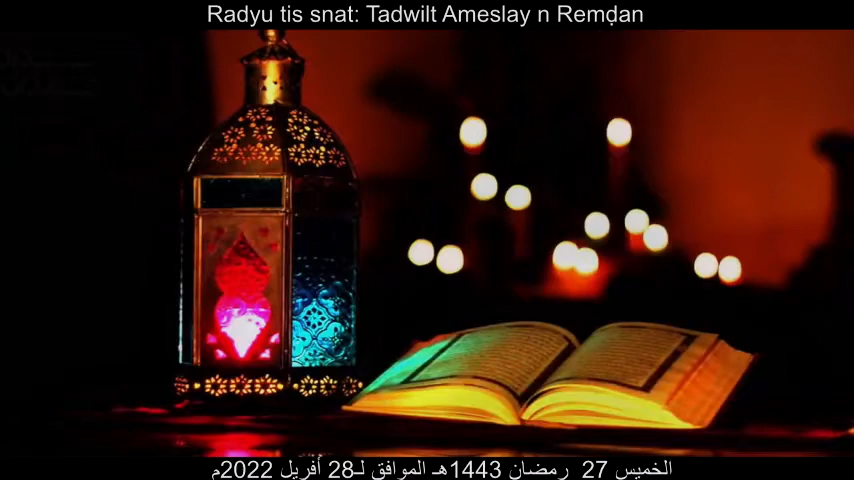 Radyu tis snat: Tadwilt Ameslay n Remḍan
الخميس 27 رمضان 1443هـ الموافق لـ28 أفريل 2022م